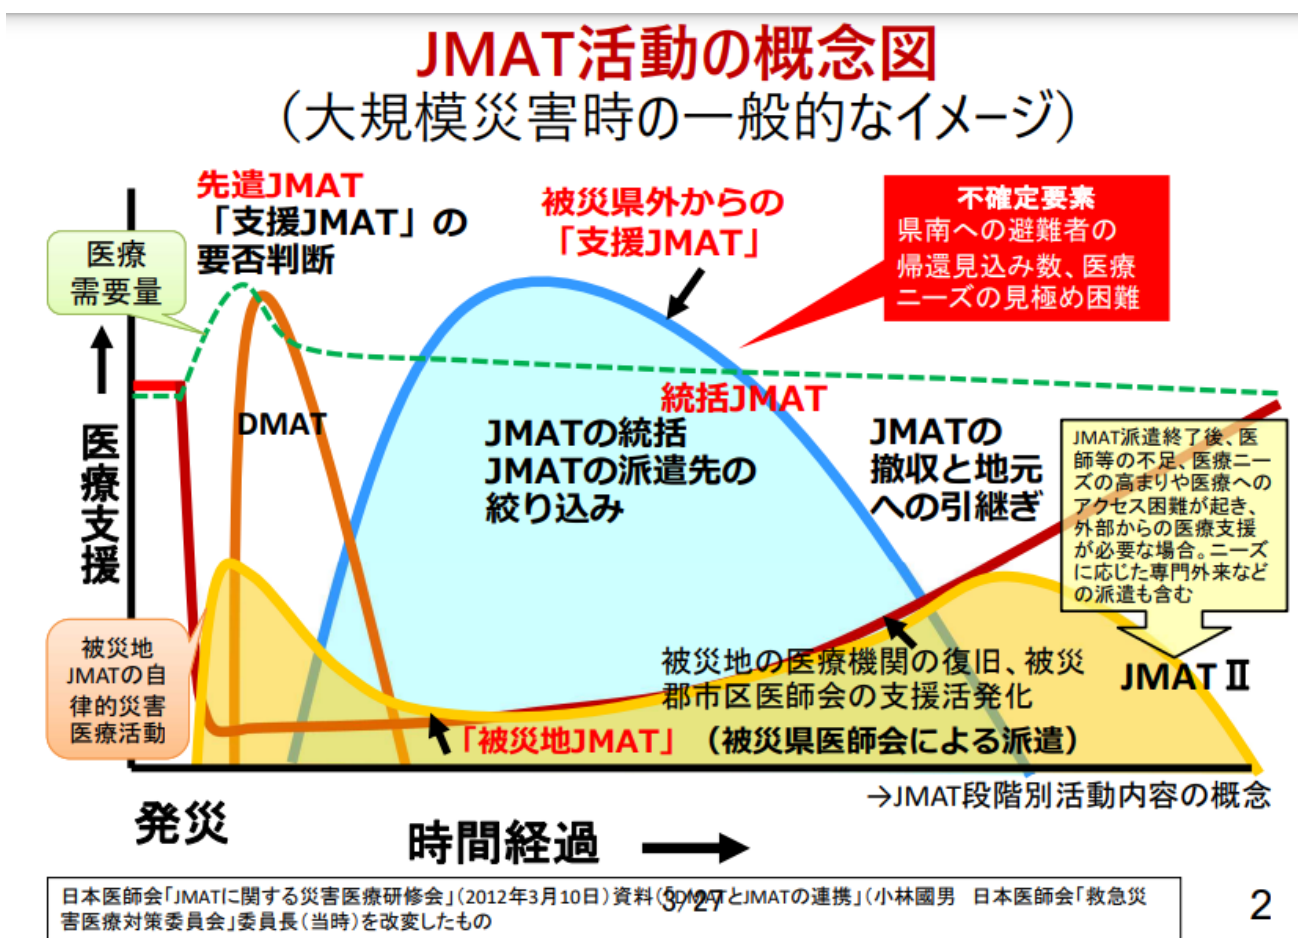 JMAT活動の概念図
（大規模災害時の一般的なイメージ）
先遣JMAT
「支援JMAT」の
要否判断
被災県外からの
「支援JMAT」
不確定要素
県南への避難者の
帰還見込み数、医療
ニーズの見極め困難
医療
需要量
医療支援
DMAT
統括JMAT
JMATの統括
JMATの派遣先の
絞り込み
JMATの
撤収と地元
への引継ぎ
JMAT派遣終了後、医
師等の不足、医療ニー
ズの高まりや医療への
アクセス困難が起き、
外部からの医療支援
が必要な場合。ニーズ
に応じた専門外来など
の派遣も含む
JMATⅡ
被災地
JMATの自
律的災害
医療活動
被災地の医療機関の復旧、被災
郡市区医師会の支援活発化
「被災地JMAT」（被災県医師会による派遣）
→JMAT段階別活動内容の概念
発災
時間経過
日本医師会「JMATに関する災害医療研修会」（2012年3月10日）資料（「DMATとJMATの連携」（小林國男　日本医師会「救急災
害医療対策委員会」委員長（当時）を改変したもの
3/27
2